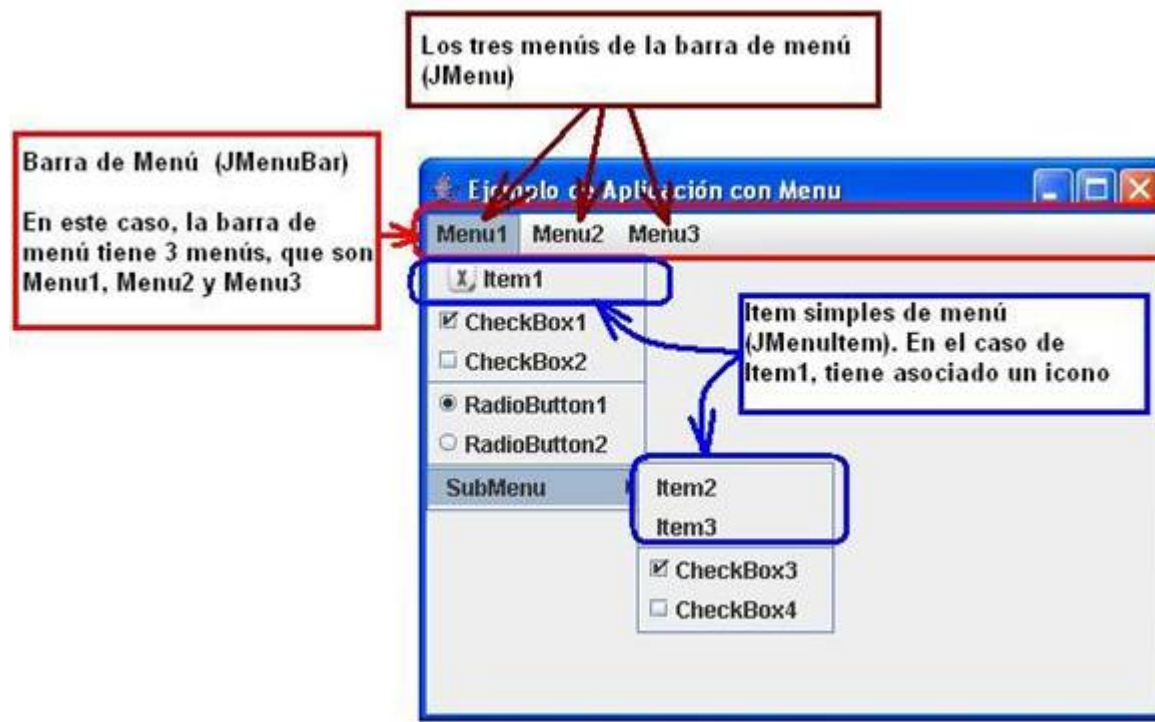 Los tres menús de la barra de menú
(JMenu)
Barra de Menú (JMenuBar)
En este caso, la barra de
menú tiene 3 menús, que son
Menu1, Menu2 y Menu3
Ejemplo de Aplicación con Menu
Menu1 Menu2 Menu3
Item1
CheckBox1
CheckBox2
RadioButton1
RadioButton2
SubMenu
Item simples de menú
(JMenuItem). En el caso de
Item1, tiene asociado un icono
Item2
Item3
CheckBox3
CheckBox4